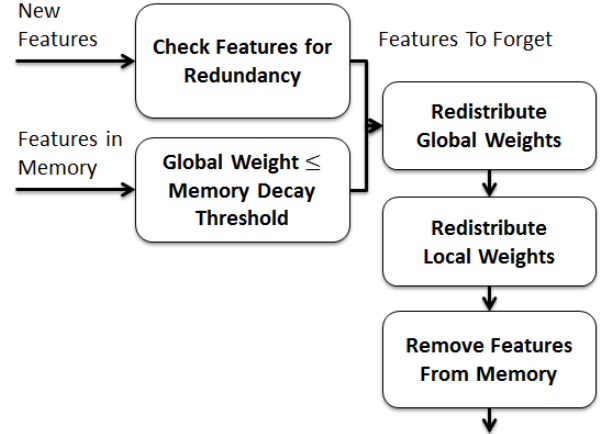 New
Features
Check Features for
Redundancy
Features To Forget
Features in
Memory
Global Weight ≤
Memory Decay
Threshold
Redistribute
Global Weights
Redistribute
Local Weights
Remove Features
From Memory